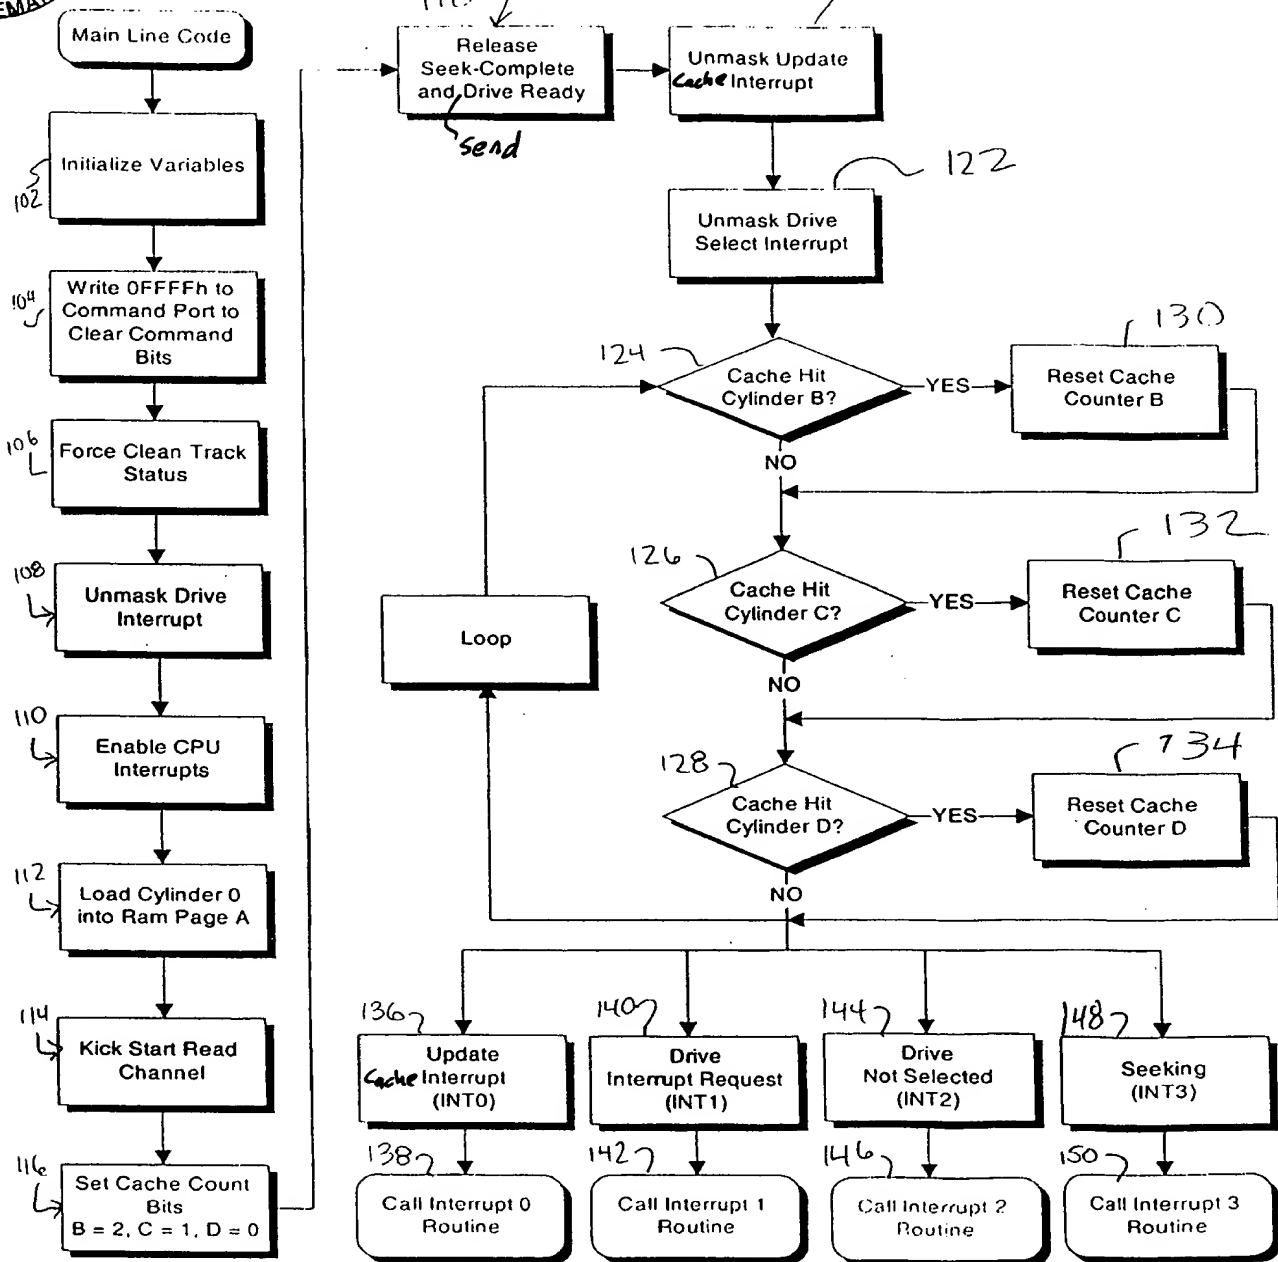 Main Line Code
Initialize Variables
102
Write 0FFFFh to
Command Port to
Clear Command
Bits
104
Force Clean Track
Status
106
Unmask Drive
Interrupt
108
Enable CPU
Interrupts
110
Load Cylinder 0
into Ram Page A
112
Kick Start Read
Channel
114
Set Cache Count
Bits
B = 2, C = 1, D = 0
116
Release
Seek-Complete
and Drive Ready
send
Unmask Update
Cache Interrupt
122
Unmask Drive
Select Interrupt
124
Cache Hit
Cylinder B?
YES
130
Reset Cache
Counter B
NO
126
Cache Hit
Cylinder C?
YES
132
Reset Cache
Counter C
Loop
NO
128
Cache Hit
Cylinder D?
YES
134
Reset Cache
Counter D
NO
136
Update
Cache Interrupt
(INT0)
140
Drive
Interrupt Request
(INT1)
144
Drive
Not Selected
(INT2)
148
Seeking
(INT3)
138
Call Interrupt 0
Routine
142
Call Interrupt 1
Routine
146
Call Interrupt 2
Routine
150
Call Interrupt 3
Routine